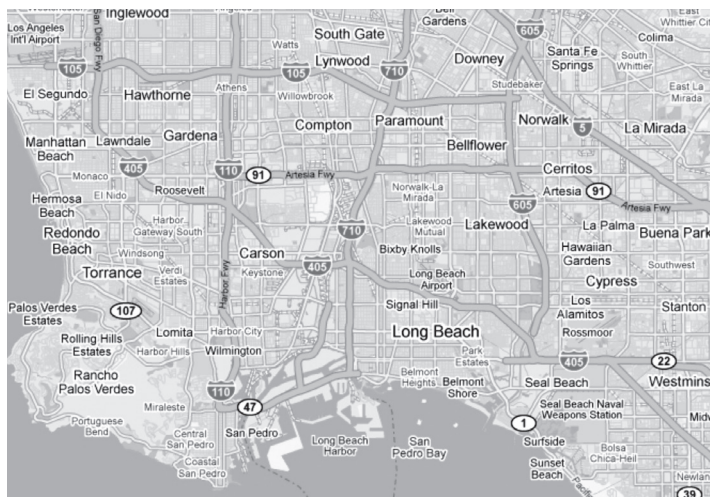 Inglewood
Bell
Gardens
East
Whittier City
Los Angeles
Int'l Airport
San Diego Fwy
Watts
South Gate
605
Colima
Lynwood
Downey
Santa Fe
Springs
South
Whittier
105
105
710
El Segundo
Hawthorne
Athens
Willowbrook
Studebaker
East La
Mirada
Compton
Paramount
Norwalk
5
La Mirada
Manhattan
Beach
Lawndale
Gardena
Bellflower
405
110
91
Artesia Fwy
Cerritos
Monaco
Roosevelt
Norwalk-La
Mirada
Artesia
91
Artesia Fwy
Hermosa
Beach
El Nido
Harbor
Gateway South
605
Redondo
Beach
Windsong
710
Lakewood
Mutual
Lakewood
La Palma
Buena Park
Carson
Bixby Knolls
Hawaiian
Gardens
Torrance
Verdi
Estates
Keystone
405
Long Beach
Airport
Southwest
Cypress
Harbor Fwy
Palos Verdes
Estates
107
Signal Hill
Los
Alamitos
Stanton
Lomita
Harbor City
Long Beach
Rossmoor
Rolling Hills
Estates
Harbor Hills
Wilmington
Park
Estates
405
22
Rancho
Palos Verdes
110
Belmont
Heights
Belmont
Shore
Seal Beach
Westmins
Miraleste
47
Seal Beach Naval
Weapons Station
Midw
Portuguese
Bend
Central
San Pedro
San Pedro
Long Beach
Harbor
San
Pedro Bay
1
Surfside
Bolsa
Chica-Heil
Coastal
San Pedro
Sunset
Beach
Pacific
Newlan
39